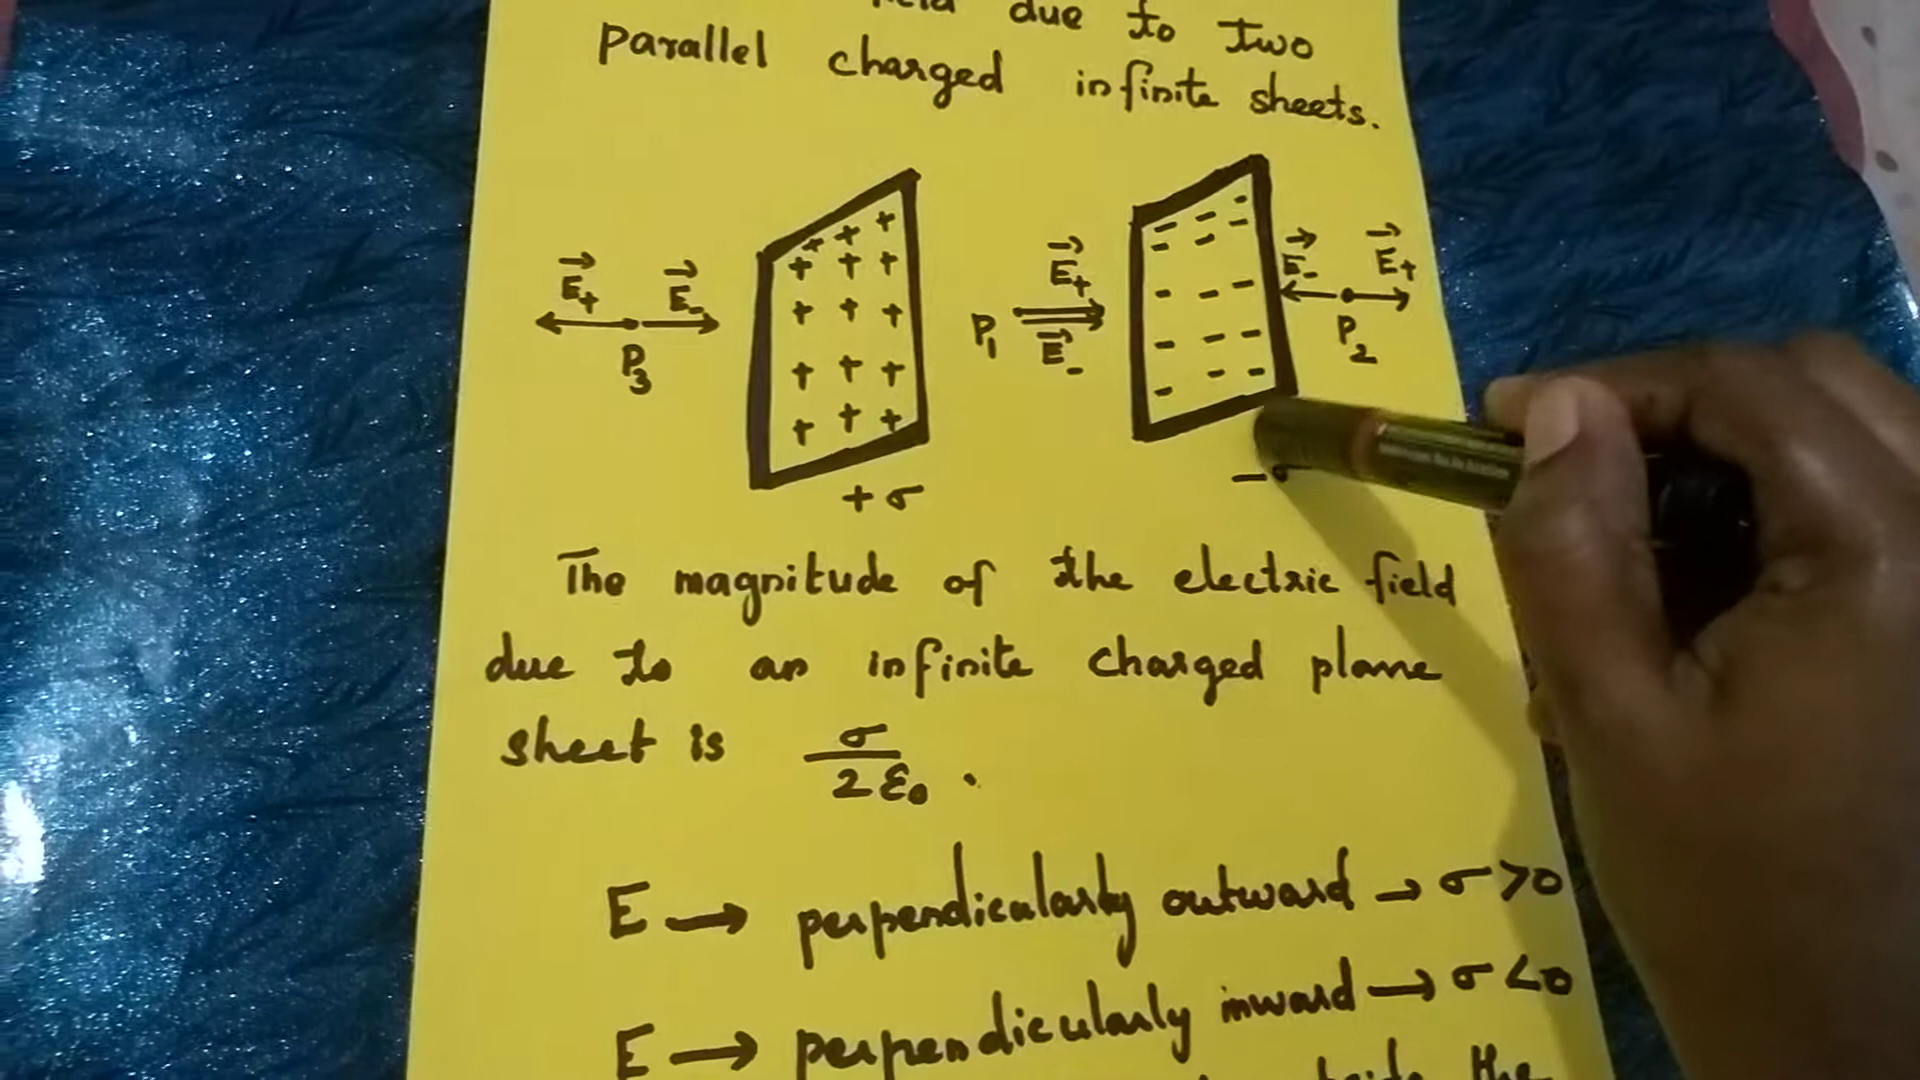 due to two
parallel charged infinite sheets.
E₊ E₋
P₃
+ + +
+ + +
+ + +
+ + +
+ + +
+ σ
P₁ E₊
E₋
E₋ E₊
P₂
- σ
The magnitude of the electric field
due to an infinite charged plane
sheet is σ/2ε₀ .
E → perpendicularly outward → σ > 0
E → perpendicularly inward → σ < 0
the